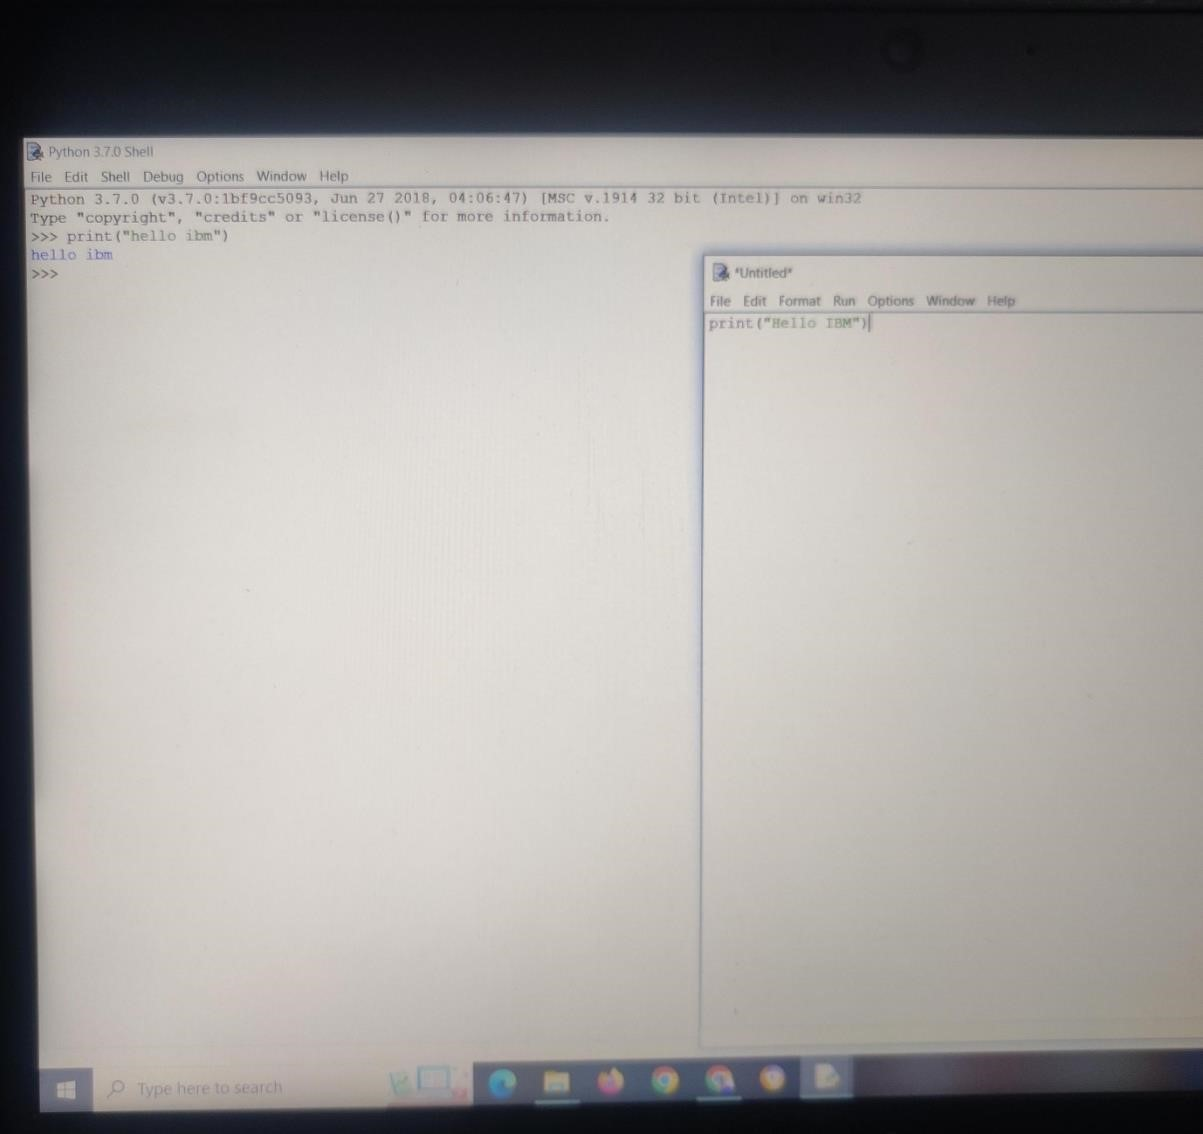 Python 3.7.0 Shell
File Edit Shell Debug Options Window Help
Python 3.7.0 (v3.7.0:1bf9cc5093, Jun 27 2018, 04:06:47) [MSC v.1914 32 bit (Intel)] on win32
Type "copyright", "credits" or "license()" for more information.
>>> print("hello ibm")
hello ibm
>>>
*Untitled*
File Edit Format Run Options Window Help
print("Hello IBM")
Type here to search